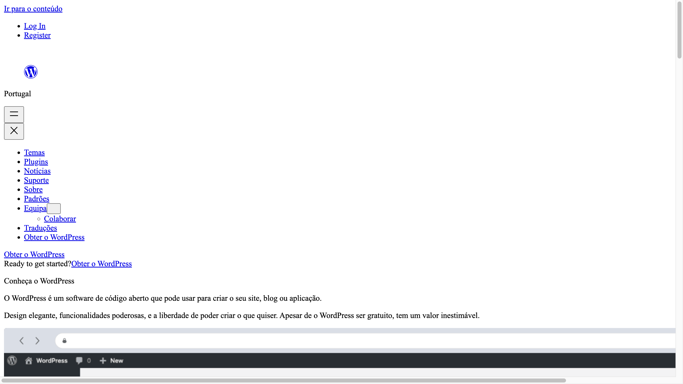 Ir para o conteúdo
Log In
Register
Portugal
Temas
Plugins
Notícias
Suporte
Sobre
Padrões
Equipa
Colaborar
Traduções
Obter o WordPress
Obter o WordPress
Ready to get started?Obter o WordPress
Conheça o WordPress
O WordPress é um software de código aberto que pode usar para criar o seu site, blog ou aplicação.
Design elegante, funcionalidades poderosas, e a liberdade de poder criar o que quiser. Apesar de o WordPress ser gratuito, tem um valor inestimável.
WordPress 0 + New